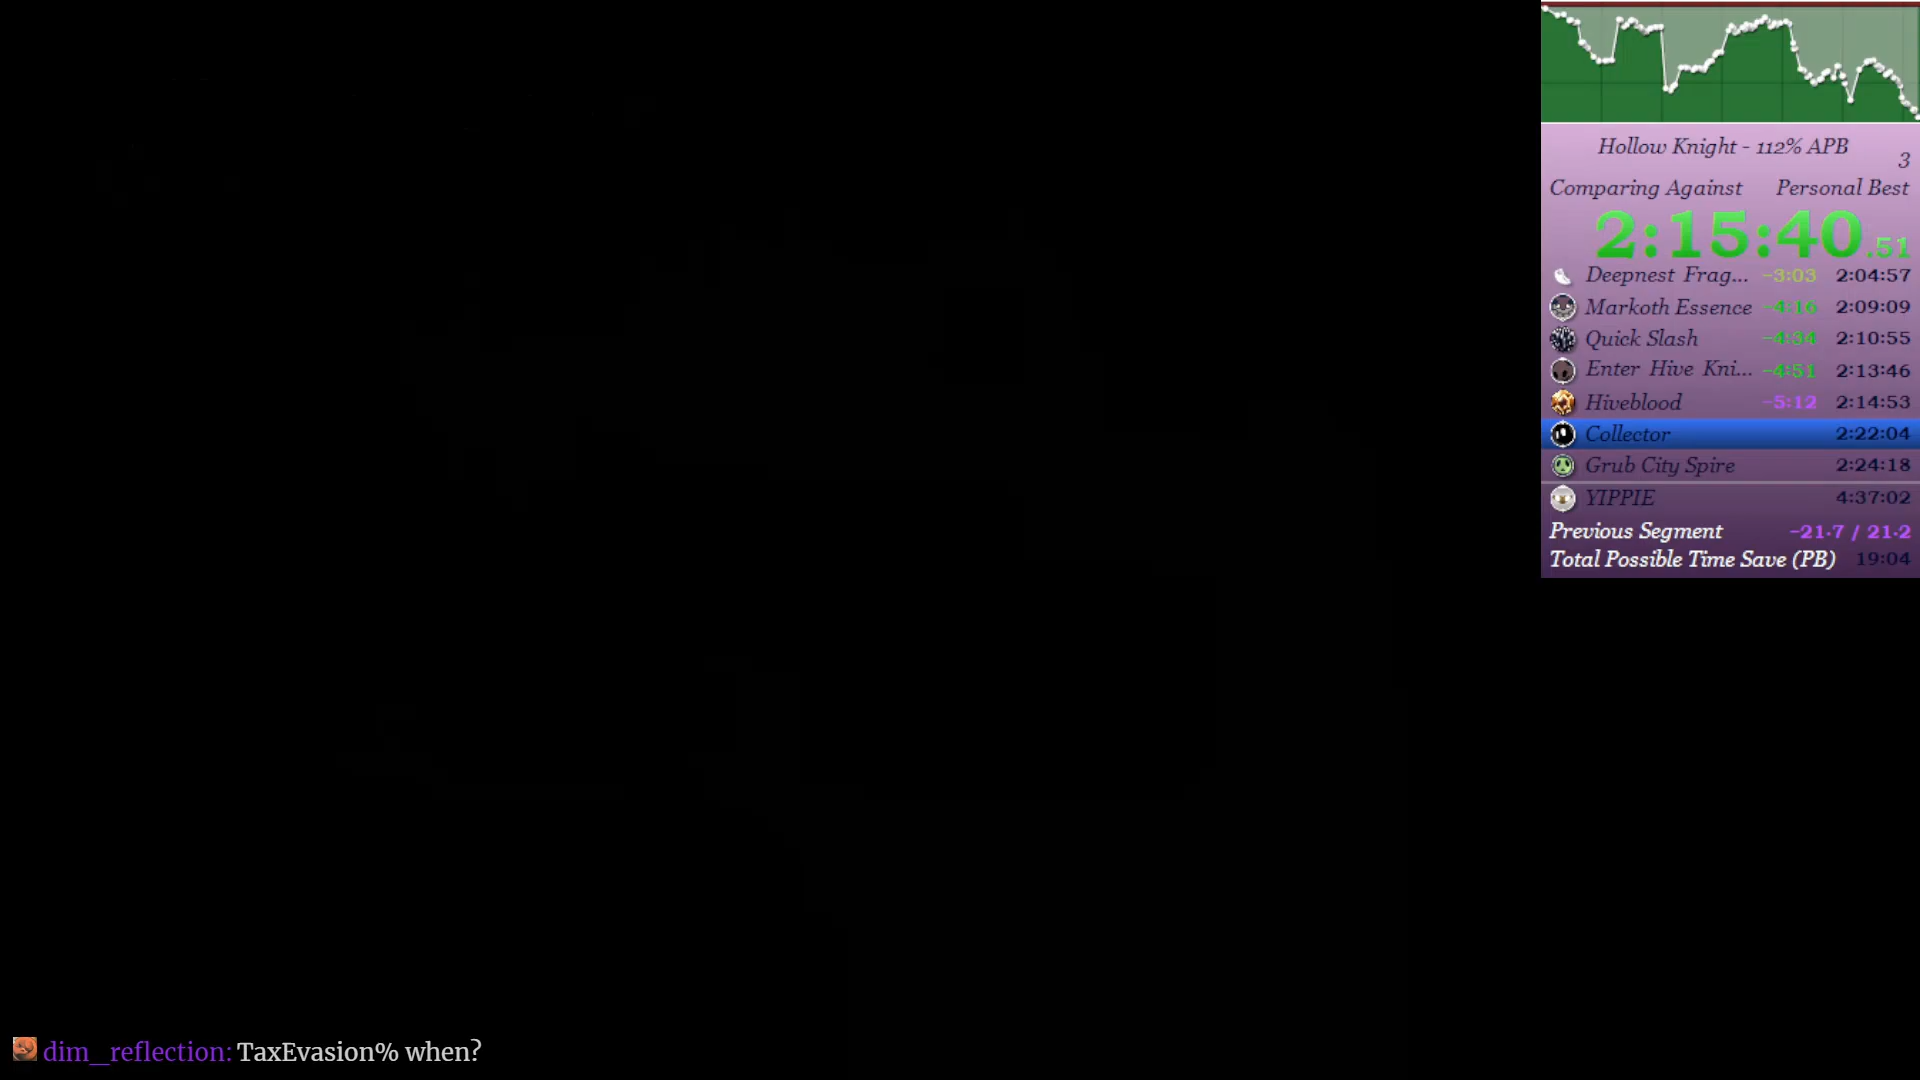 Hollow Knight - 112% APB
3
Comparing Against Personal Best
2:15:40.51
Deepnest Frag... -3:03 2:04:57
Markoth Essence -4:16 2:09:09
Quick Slash -4:34 2:10:55
Enter Hive Kni... -4:51 2:13:46
Hiveblood -5:12 2:14:53
Collector 2:22:04
Grub City Spire 2:24:18
YIPPIE 4:37:02
Previous Segment -21.7 / 21.2
Total Possible Time Save (PB) 19:04
dim_reflection: TaxEvasion% when?